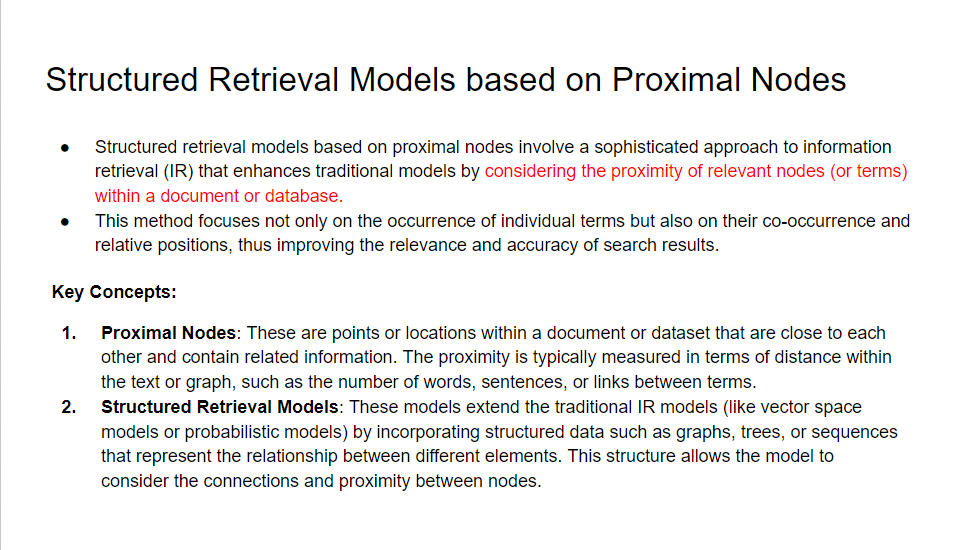 Structured Retrieval Models based on Proximal Nodes
● Structured retrieval models based on proximal nodes involve a sophisticated approach to information
retrieval (IR) that enhances traditional models by considering the proximity of relevant nodes (or terms)
within a document or database.
● This method focuses not only on the occurrence of individual terms but also on their co-occurrence and
relative positions, thus improving the relevance and accuracy of search results.
Key Concepts:
1. Proximal Nodes: These are points or locations within a document or dataset that are close to each
other and contain related information. The proximity is typically measured in terms of distance within
the text or graph, such as the number of words, sentences, or links between terms.
2. Structured Retrieval Models: These models extend the traditional IR models (like vector space
models or probabilistic models) by incorporating structured data such as graphs, trees, or sequences
that represent the relationship between different elements. This structure allows the model to
consider the connections and proximity between nodes.